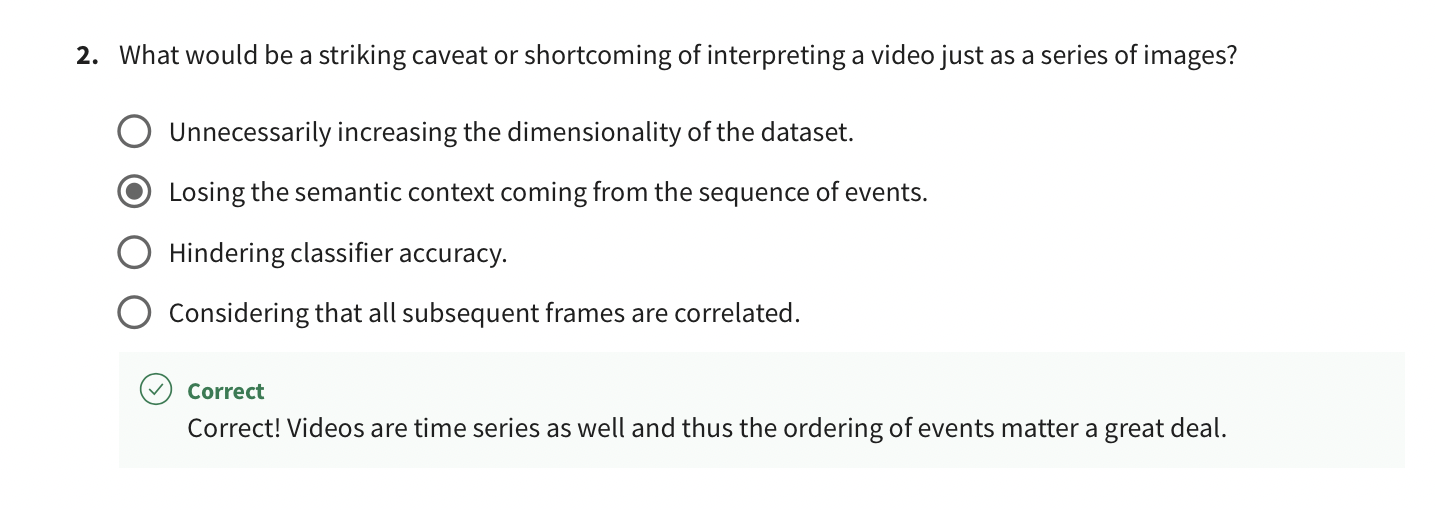 2. What would be a striking caveat or shortcoming of interpreting a video just as a series of images?
Unnecessarily increasing the dimensionality of the dataset.
Losing the semantic context coming from the sequence of events.
Hindering classifier accuracy.
Considering that all subsequent frames are correlated.
Correct
Correct! Videos are time series as well and thus the ordering of events matter a great deal.